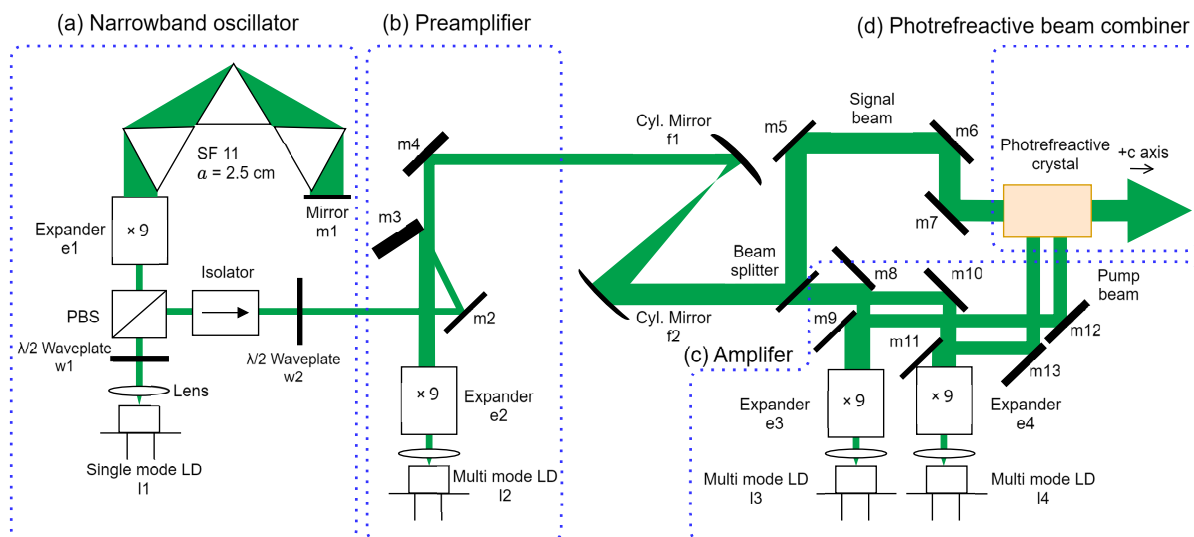 (a) Narrowband oscillator
(b) Preamplifier
(d) Photrefreactive beam combiner
SF 11
a = 2.5 cm
Mirror
m1
Expander
e1
× 9
Isolator
PBS
λ/2 Waveplate
w1
λ/2 Waveplate
w2
Lens
Single mode LD
l1
m4
m3
m2
× 9
Expander
e2
Multi mode LD
l2
Cyl. Mirror
f1
Cyl. Mirror
f2
m5
Signal
beam
m6
m7
Photrefreactive
crystal
+c axis
Beam
splitter
m8
m10
Pump
beam
m9
m11
m12
m13
(c) Amplifer
Expander
e3
× 9
× 9
Expander
e4
Multi mode LD
l3
Multi mode LD
l4